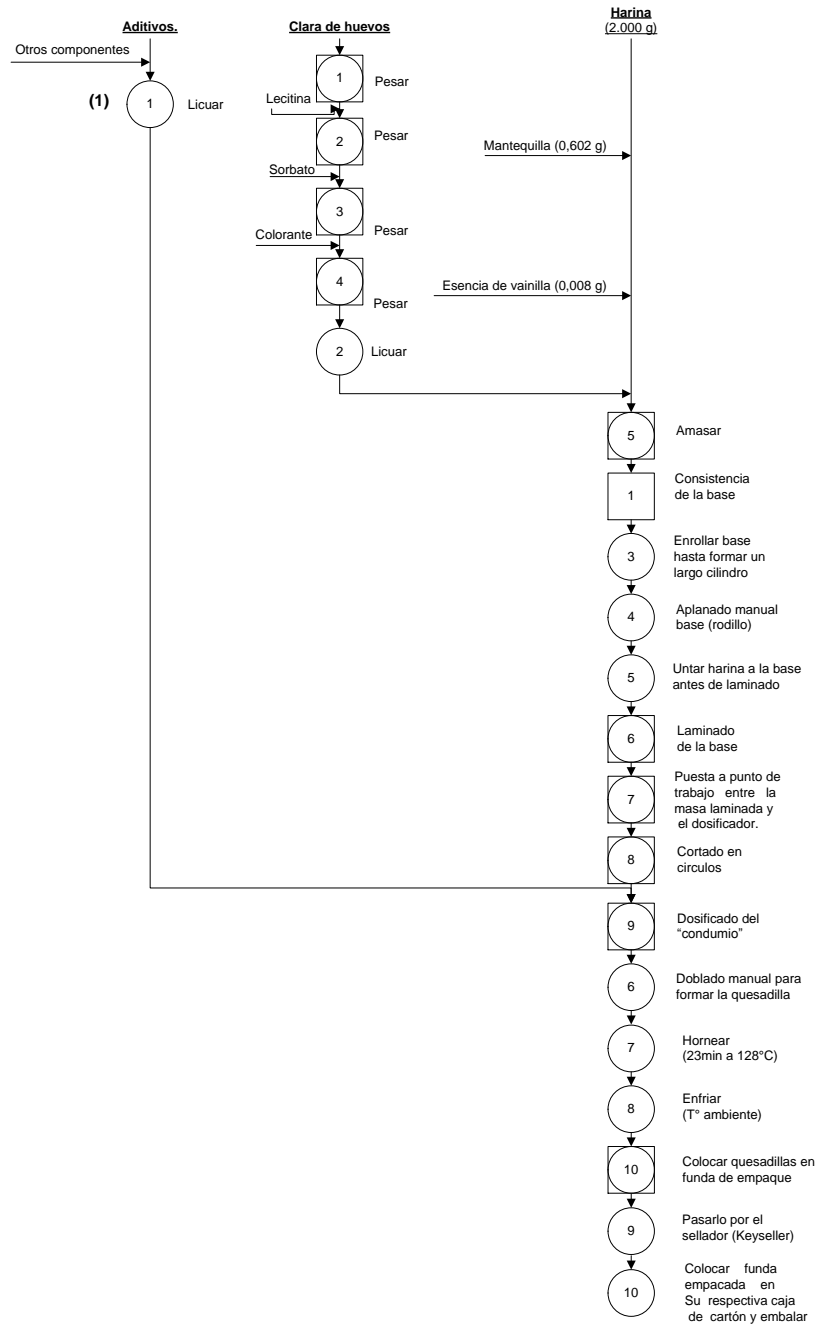 Aditivos.
Otros componentes
(1)
1
Licuar
Clara de huevos
1
Pesar
Lecitina
2
Pesar
Sorbato
3
Pesar
Colorante
4
Pesar
2
Licuar
Harina
(2.000 g)
Mantequilla (0,602 g)
Esencia de vainilla (0,008 g)
5
Amasar
1
Consistencia
de la base
3
Enrollar base
hasta formar un
largo cilindro
4
Aplanado manual
base (rodillo)
5
Untar harina a la base
antes de laminado
6
Laminado
de la base
7
Puesta a punto de
trabajo entre la
masa laminada y
el dosificador.
8
Cortado en
circulos
9
Dosificado del
“condumio”
6
Doblado manual para
formar la quesadilla
7
Hornear
(23min a 128°C)
8
Enfriar
(T° ambiente)
10
Colocar quesadillas en
funda de empaque
9
Pasarlo por el
sellador (Keyseller)
10
Colocar funda
empacada en
Su respectiva caja
de cartón y embalar